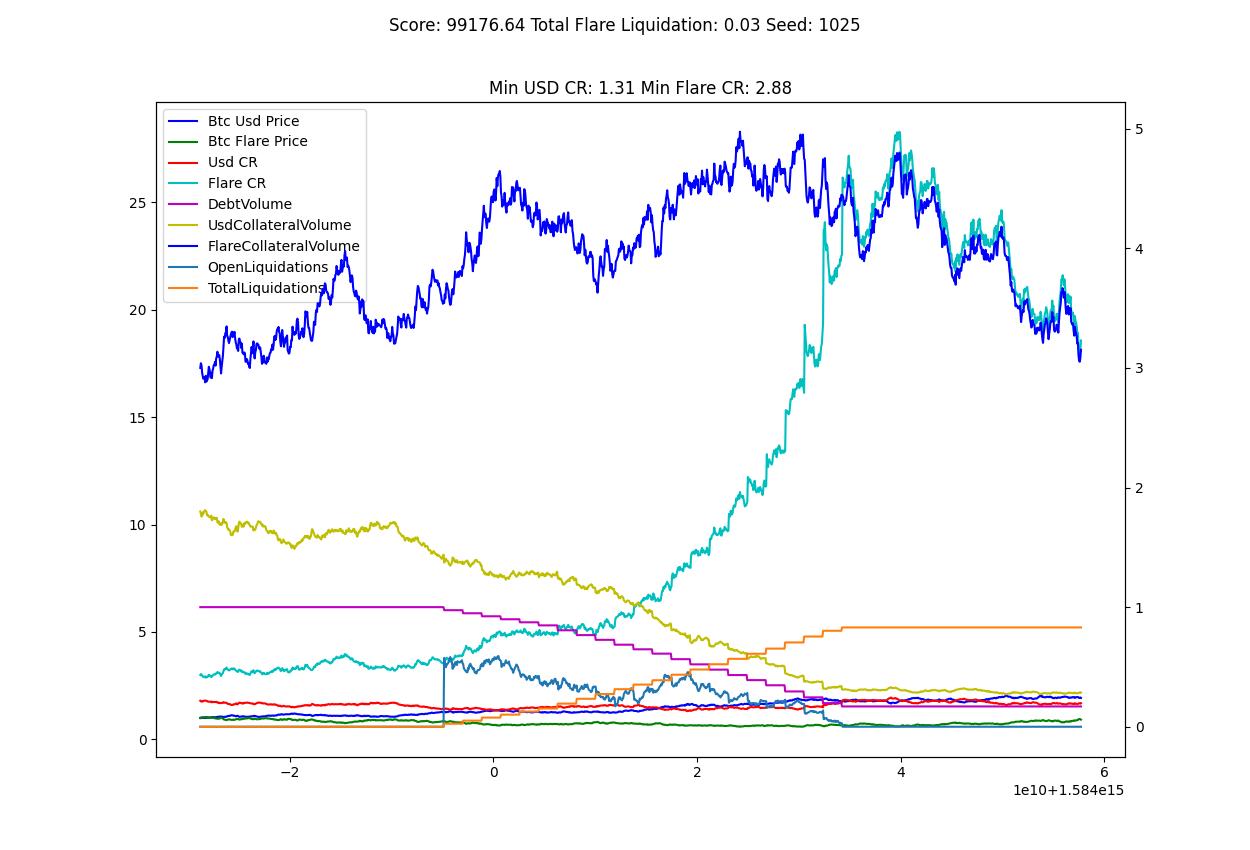 Score: 99176.64 Total Flare Liquidation: 0.03 Seed: 1025
Min USD CR: 1.31 Min Flare CR: 2.88
Btc Usd Price
Btc Flare Price
Usd CR
Flare CR
DebtVolume
UsdCollateralVolume
FlareCollateralVolume
OpenLiquidations
TotalLiquidations
25
20
15
10
5
0
5
4
3
2
1
0
−2
0
2
4
6
1e10+1.584e15